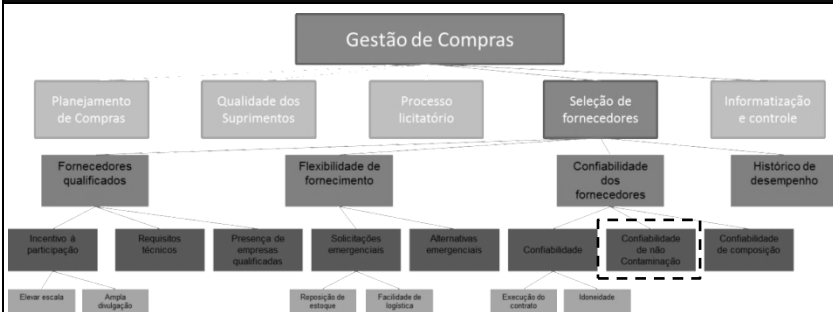 Gestão de Compras
Planejamento
de Compras
Qualidade dos
Suprimentos
Processo
licitatório
Seleção de
fornecedores
Informatização
e controle
Fornecedores
qualificados
Flexibilidade de
fornecimento
Confiabilidade
dos
fornecedores
Histórico de
desempenho
Incentivo à
participação
Requisitos
técnicos
Presença de
empresas
qualificadas
Solicitações
emergenciais
Alternativas
emergenciais
Confiabilidade
Confiabilidade
de não
Contaminação
Confiabilidade
de composição
Elevar escala
Ampla
divulgação
Reposição de
estoque
Facilidade de
logística
Execução do
contrato
Idoneidade